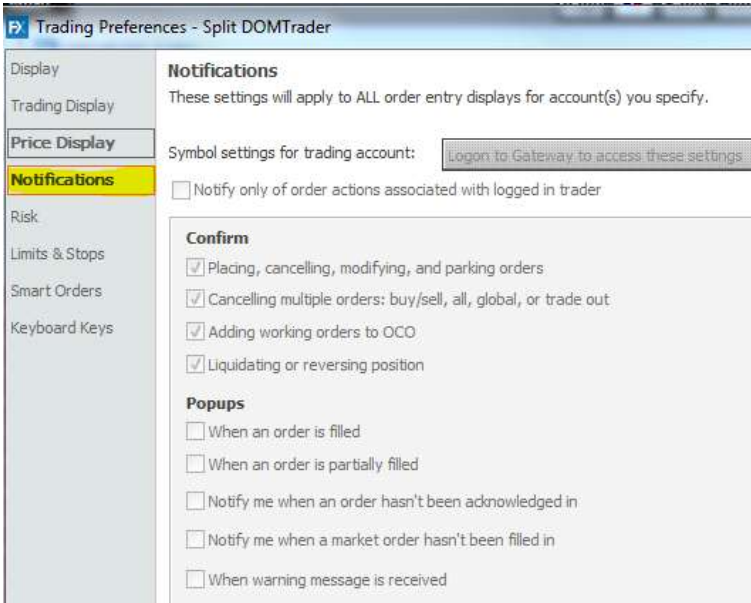 FX Trading Preferences - Split DOMTrader
Display
Trading Display
Price Display
Notifications
Risk
Limits & Stops
Smart Orders
Keyboard Keys
Notifications
These settings will apply to ALL order entry displays for account(s) you specify.
Symbol settings for trading account: Logon to Gateway to access these settings
Notify only of order actions associated with logged in trader
Confirm
Placing, cancelling, modifying, and parking orders
Cancelling multiple orders: buy/sell, all, global, or trade out
Adding working orders to OCO
Liquidating or reversing position
Popups
When an order is filled
When an order is partially filled
Notify me when an order hasn't been acknowledged in
Notify me when a market order hasn't been filled in
When warning message is received